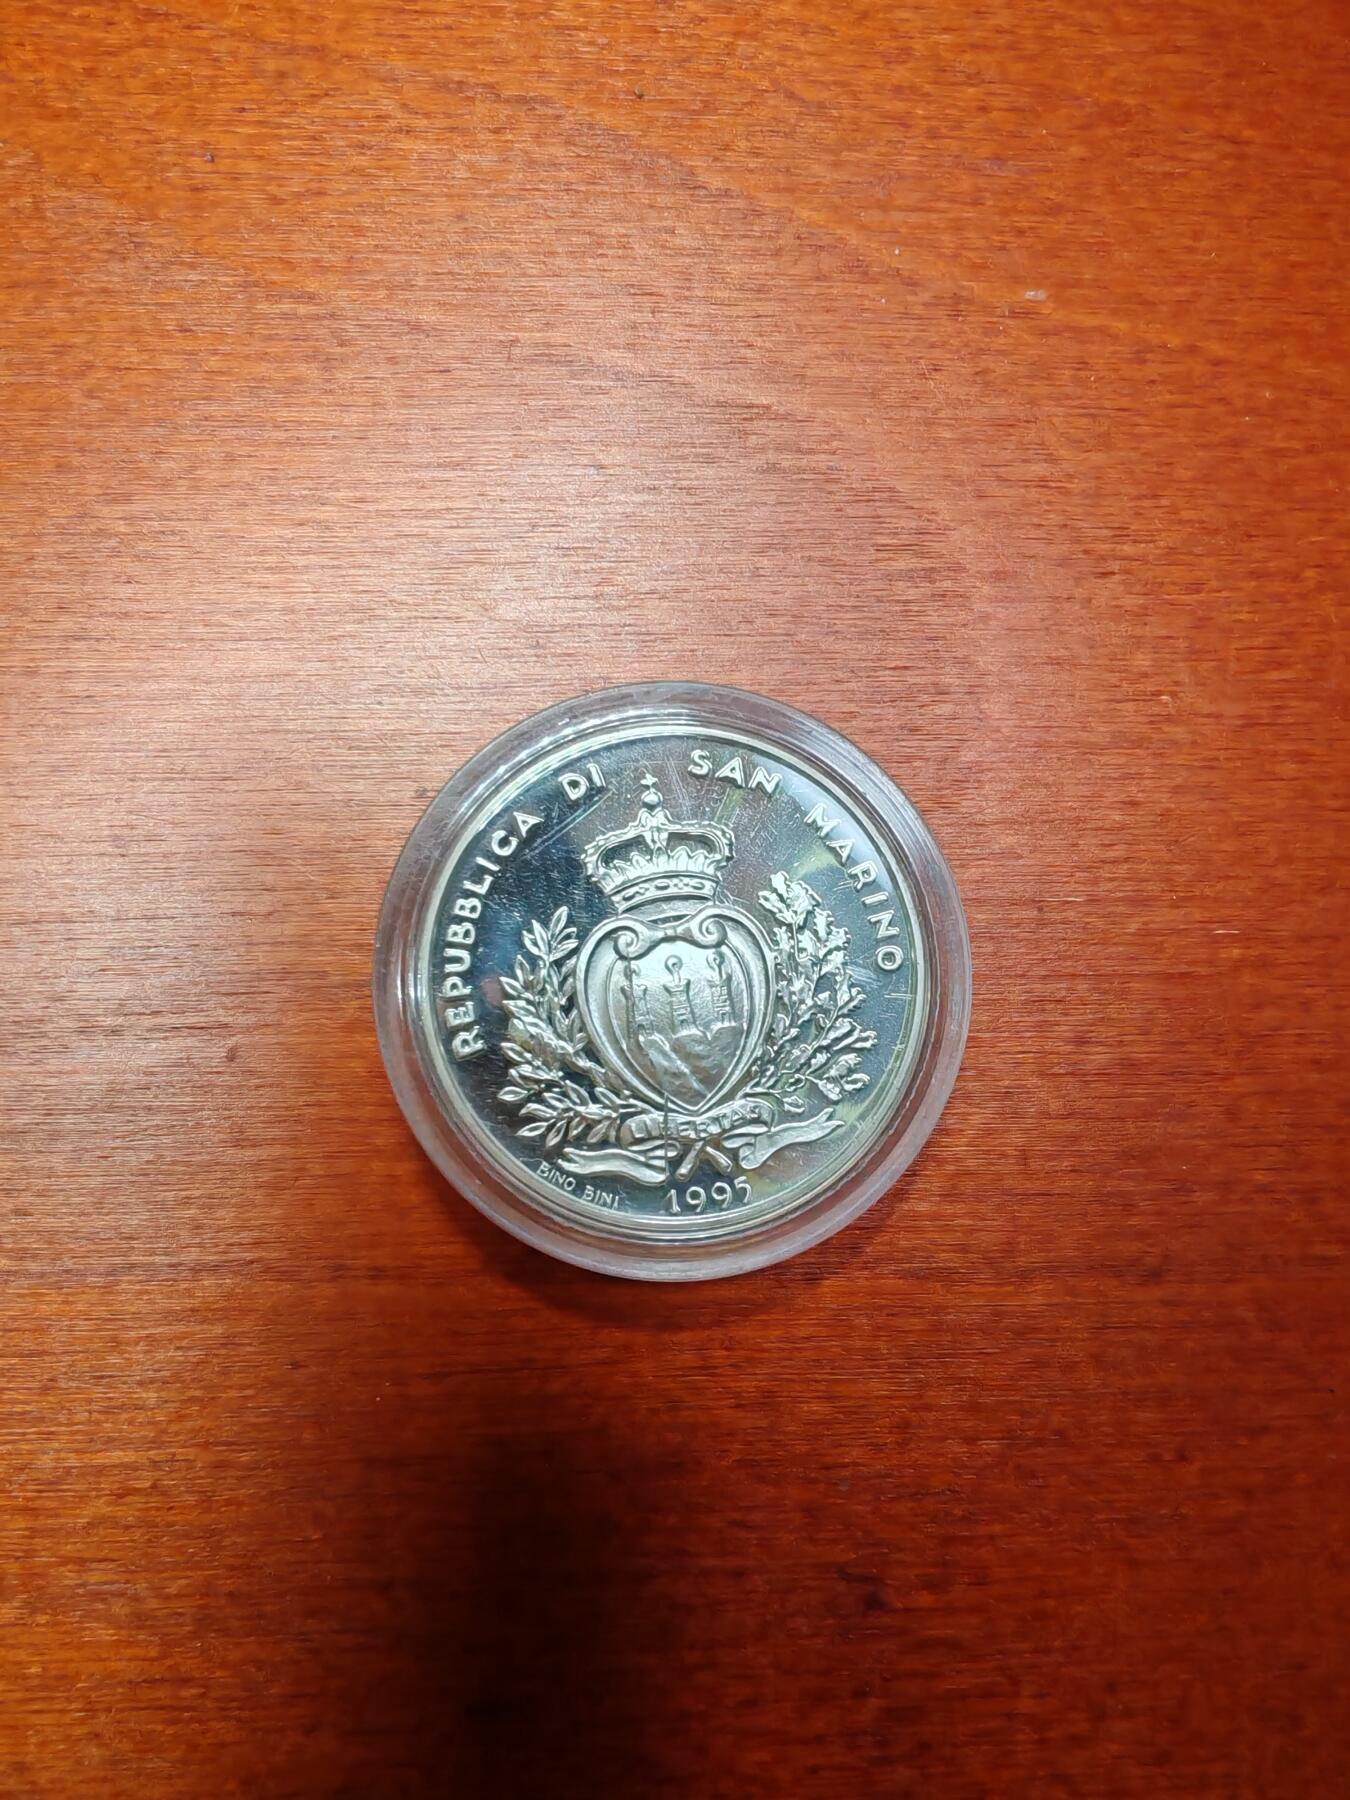 REPUBBLICA DI SAN MARINO
LIBERTAS
BINO BINI
1995